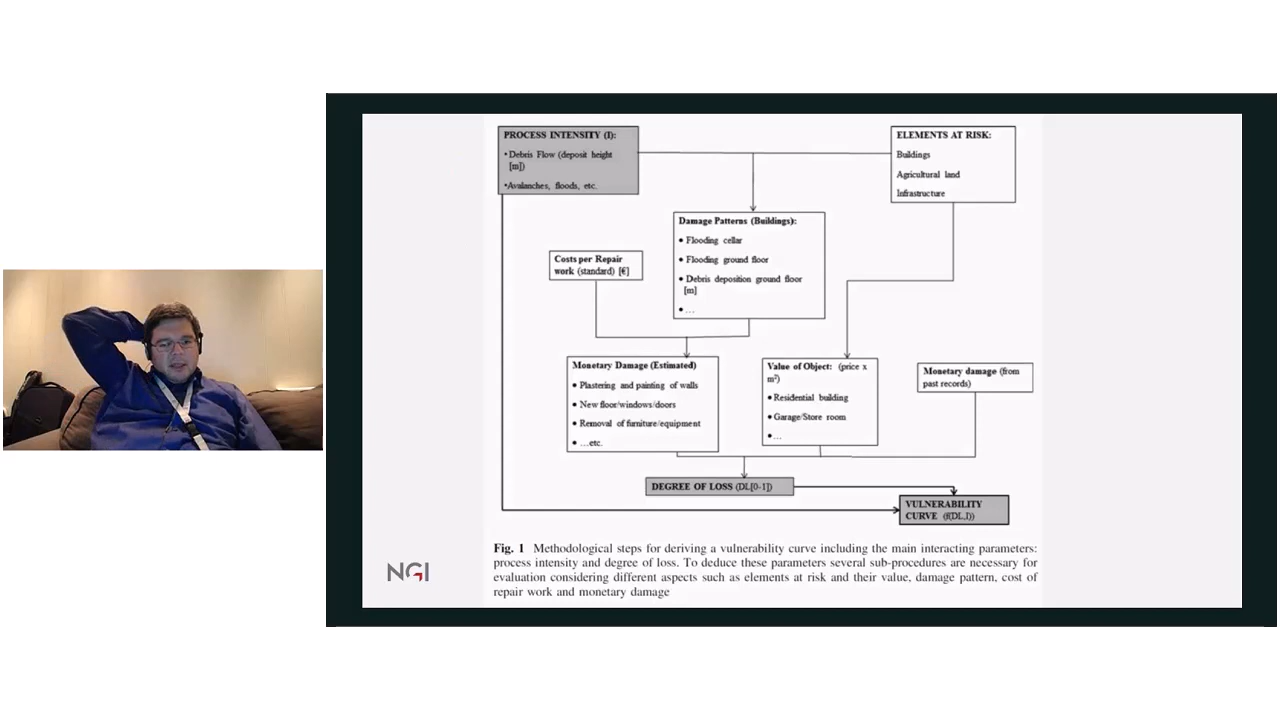 PROCESS INTENSITY (I):
•Debris Flow (deposit height
[m])
•Avalanches, floods, etc.
ELEMENTS AT RISK:
Buildings
Agricultural land
Infrastructure
Damage Patterns (Buildings):
• Flooding cellar
• Flooding ground floor
• Debris deposition ground floor
[m]
• ...
Costs per Repair
work (standard) [€]
Monetary Damage (Estimated)
• Plastering and painting of walls
• New floor/windows/doors
• Removal of furniture/equipment
• ...etc.
Value of Object: (price x
m²)
• Residential building
• Garage/Store room
• ...
Monetary damage (from
past records)
DEGREE OF LOSS (DL[0-1])
VULNERABILITY
CURVE (f(DL,I))
Fig. 1 Methodological steps for deriving a vulnerability curve including the main interacting parameters:
process intensity and degree of loss. To deduce these parameters several sub-procedures are necessary for
evaluation considering different aspects such as elements at risk and their value, damage pattern, cost of
repair work and monetary damage
NGI